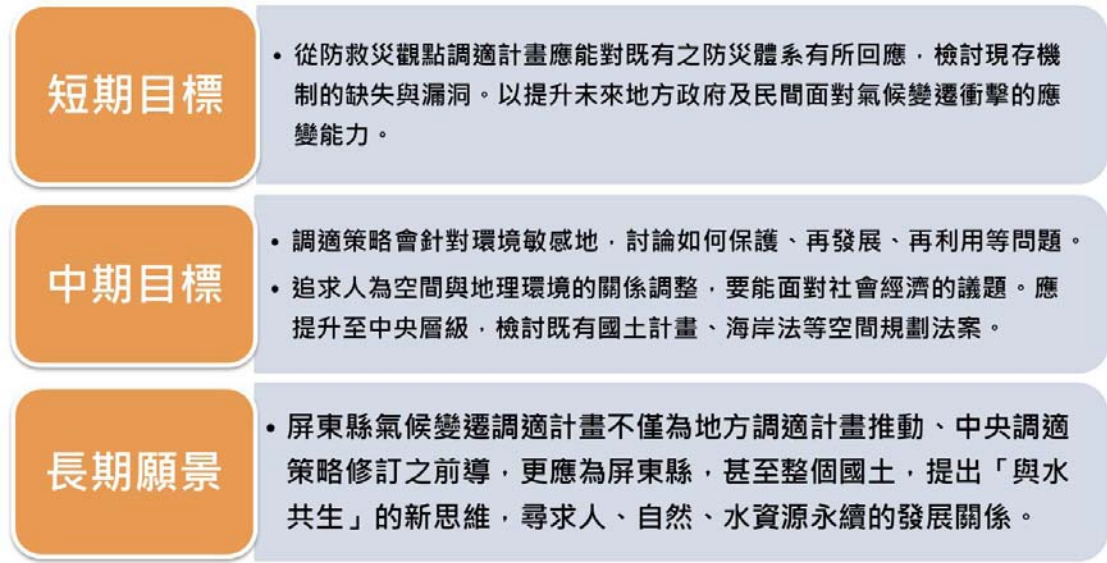 短期目標
• 從防救災觀點調適計畫應能對既有之防災體系有所回應，檢討現存機
制的缺失與漏洞。以提升未來地方政府及民間面對氣候變遷衝擊的應
變能力。
中期目標
• 調適策略會針對環境敏感地，討論如何保護、再發展、再利用等問題。
• 追求人為空間與地理環境的關係調整，要能面對社會經濟的議題。應
提升至中央層級，檢討既有國土計畫、海岸法等空間規劃法案。
長期願景
• 屏東縣氣候變遷調適計畫不僅為地方調適計畫推動、中央調適
策略修訂之前導，更應為屏東縣，甚至整個國土，提出「與水
共生」的新思維，尋求人、自然、水資源永續的發展關係。